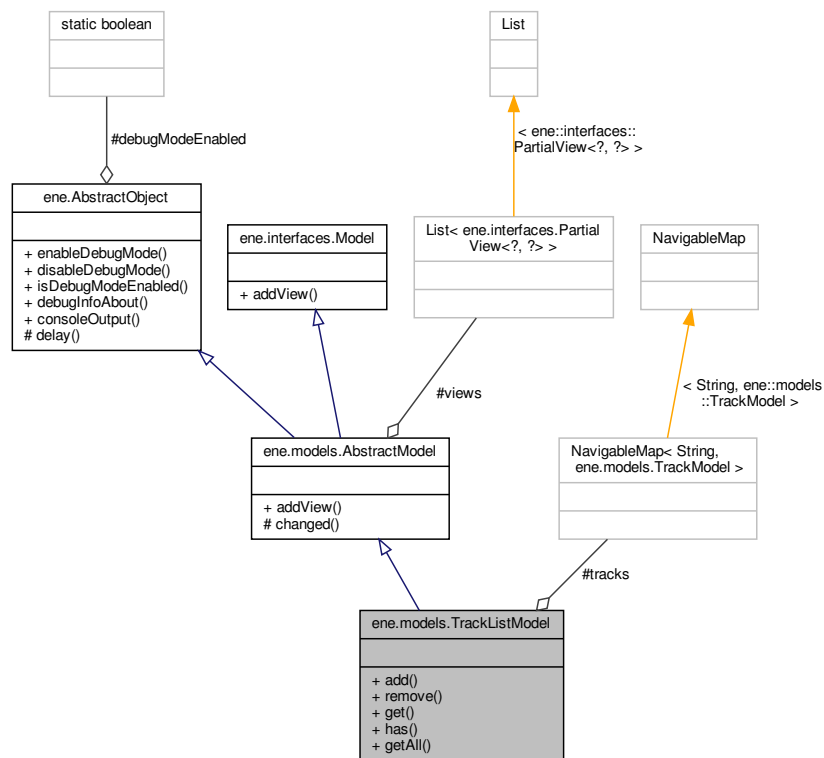 static boolean
List
#debugModeEnabled
< ene::interfaces::
PartialView<?, ?> >
ene.AbstractObject
+ enableDebugMode()
+ disableDebugMode()
+ isDebugModeEnabled()
+ debugInfoAbout()
+ consoleOutput()
# delay()
ene.interfaces.Model
+ addView()
List< ene.interfaces.Partial
View<?, ?> >
NavigableMap
#views
< String, ene::models
::TrackModel >
ene.models.AbstractModel
+ addView()
# changed()
NavigableMap< String,
ene.models.TrackModel >
#tracks
ene.models.TrackListModel
+ add()
+ remove()
+ get()
+ has()
+ getAll()